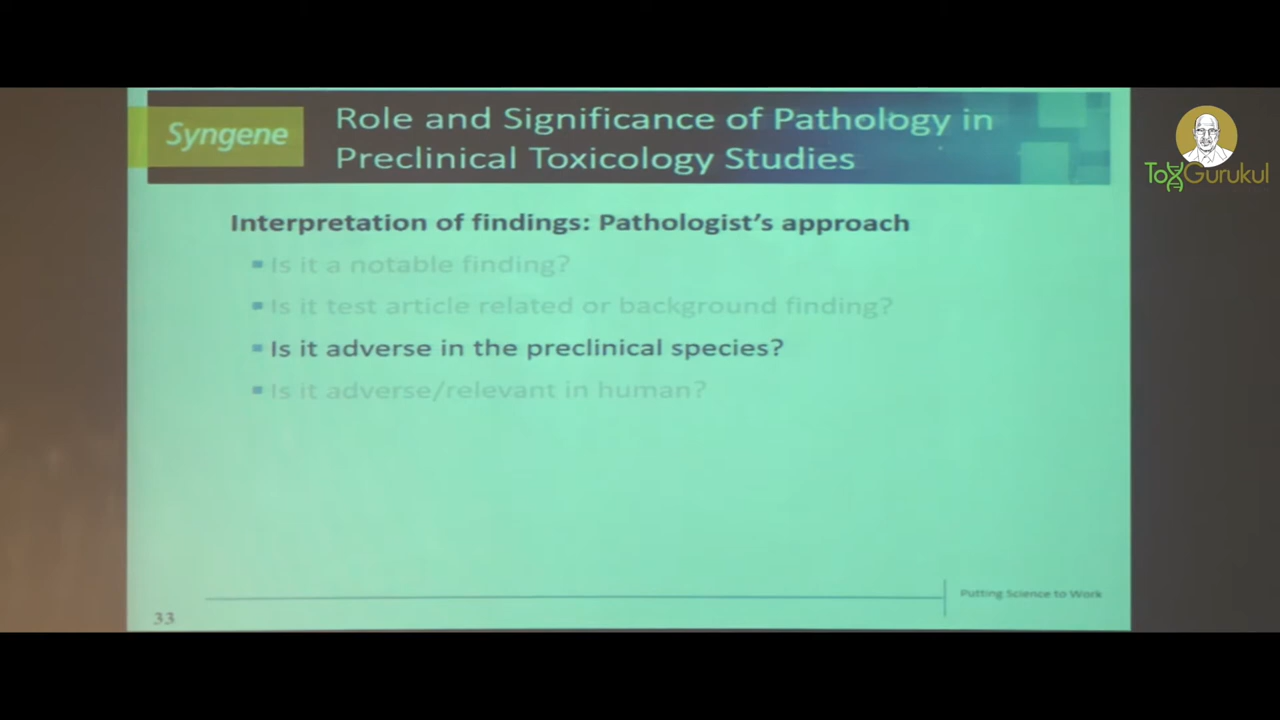 Syngene
Role and Significance of Pathology in
Preclinical Toxicology Studies
ToxGurukul
Interpretation of findings: Pathologist's approach
Is it a notable finding?
Is it test article related or background finding?
Is it adverse in the preclinical species?
Is it adverse/relevant in human?
Putting Science to Work
33